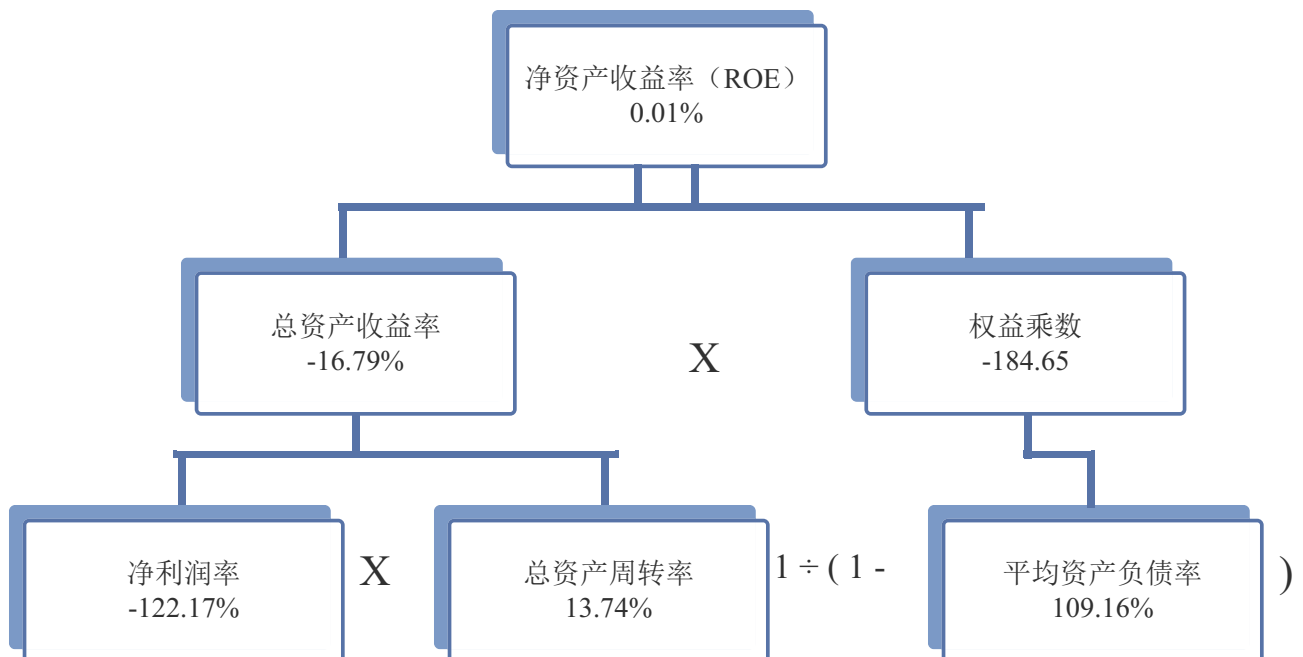 净资产收益率（ROE）
0.01%
总资产收益率
-16.79%
X
权益乘数
-184.65
净利润率
-122.17%
X
总资产周转率
13.74%
1 ÷ ( 1 -
平均资产负债率
109.16%
)